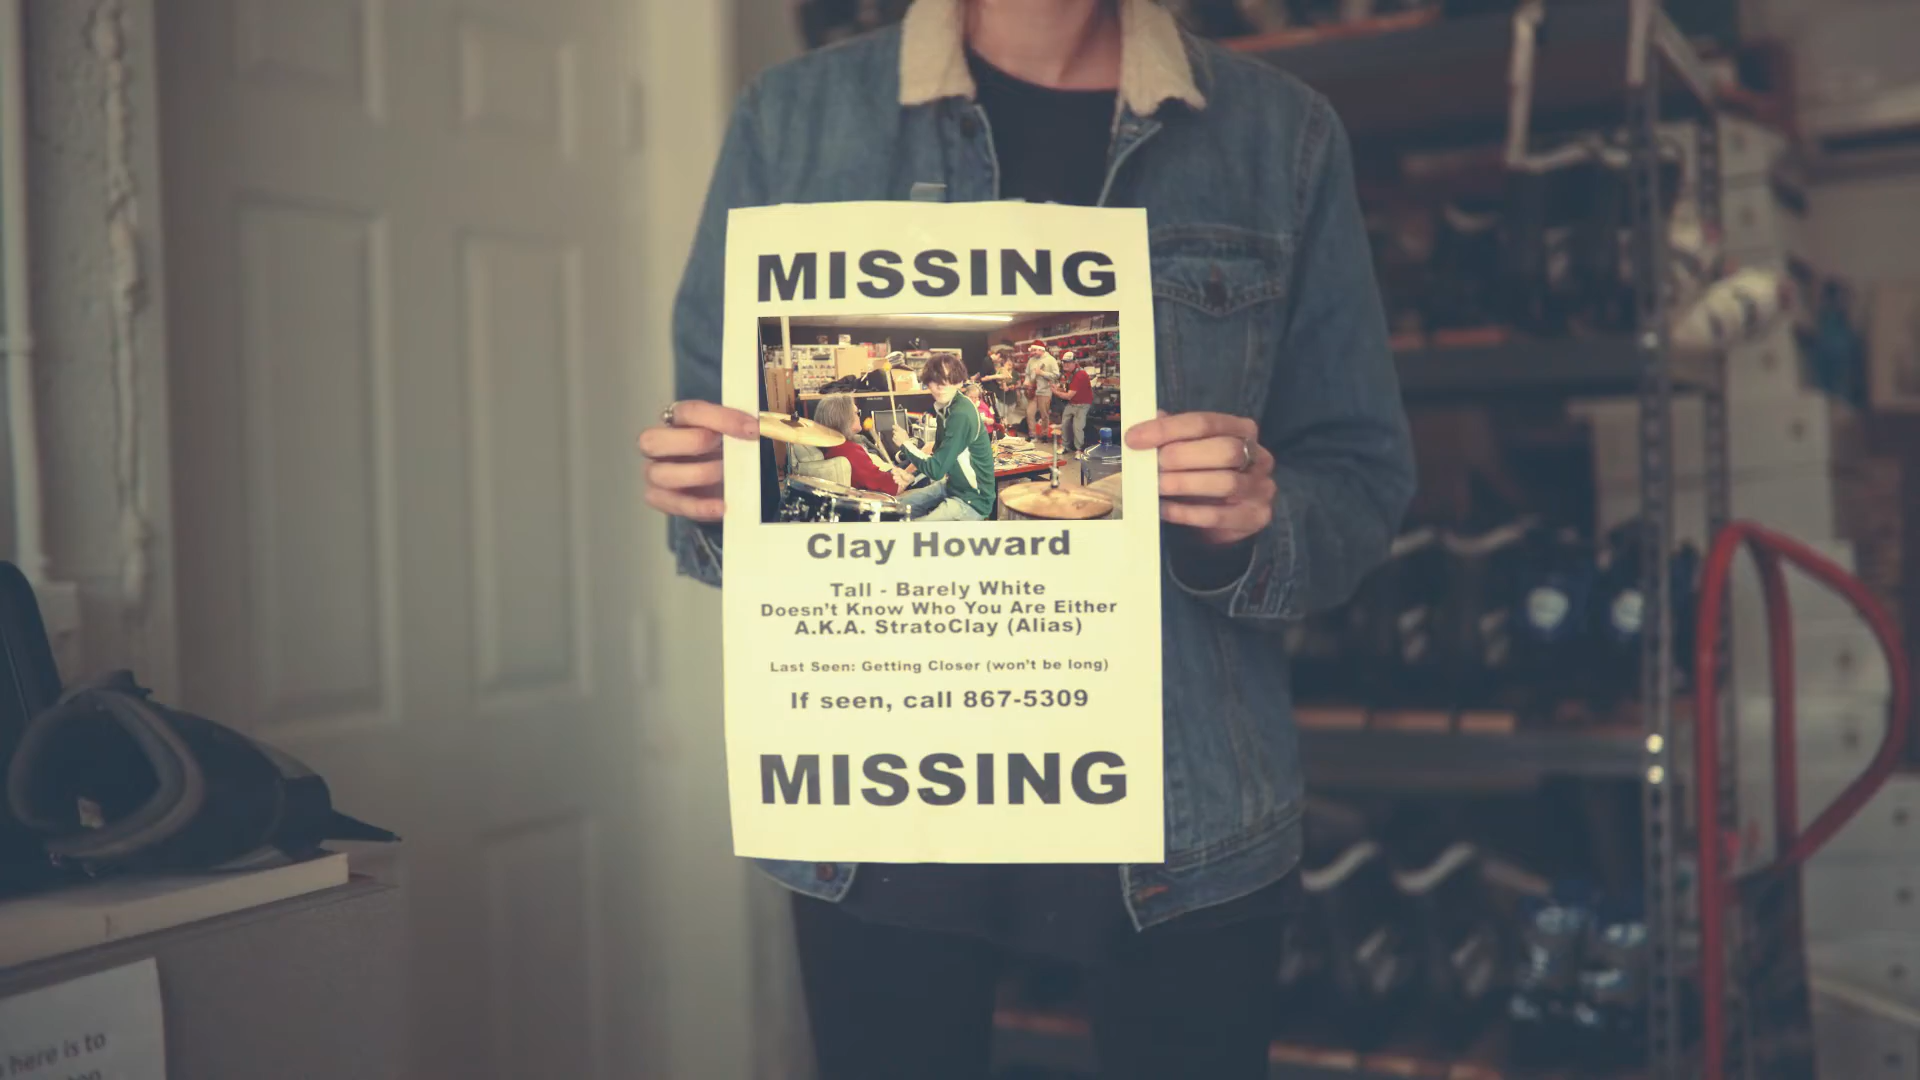 MISSING
Clay Howard
Tall - Barely White
Doesn't Know Who You Are Either
A.K.A. StratoClay (Alias)
Last Seen: Getting Closer (won't be long)
If seen, call 867-5309
MISSING
here is to